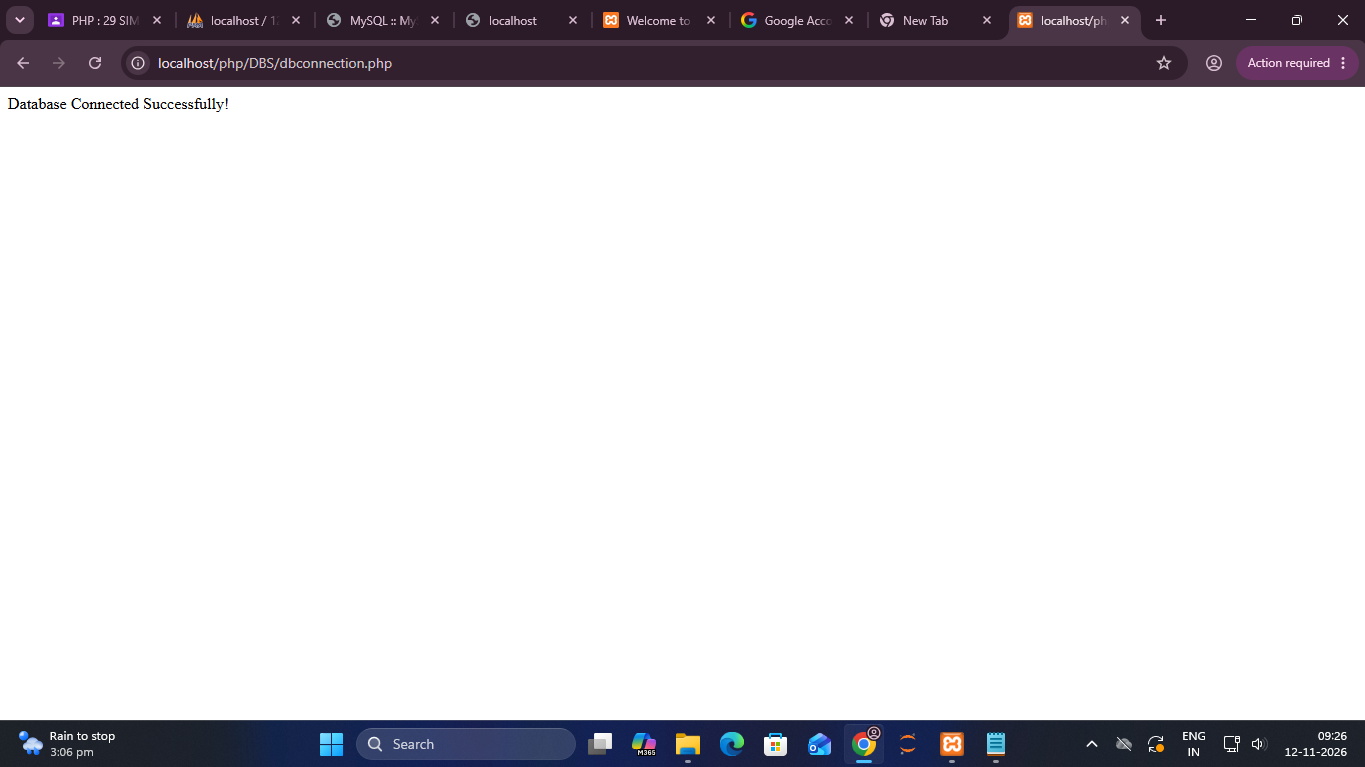 PHP : 29 SIM
localhost / 12
MySQL :: My
localhost
Welcome to
Google Acco
New Tab
localhost/ph
localhost/php/DBS/dbconnection.php
Action required
Database Connected Successfully!
Rain to stop
3:06 pm
Search
M365
ENG
IN
09:26
12-11-2026